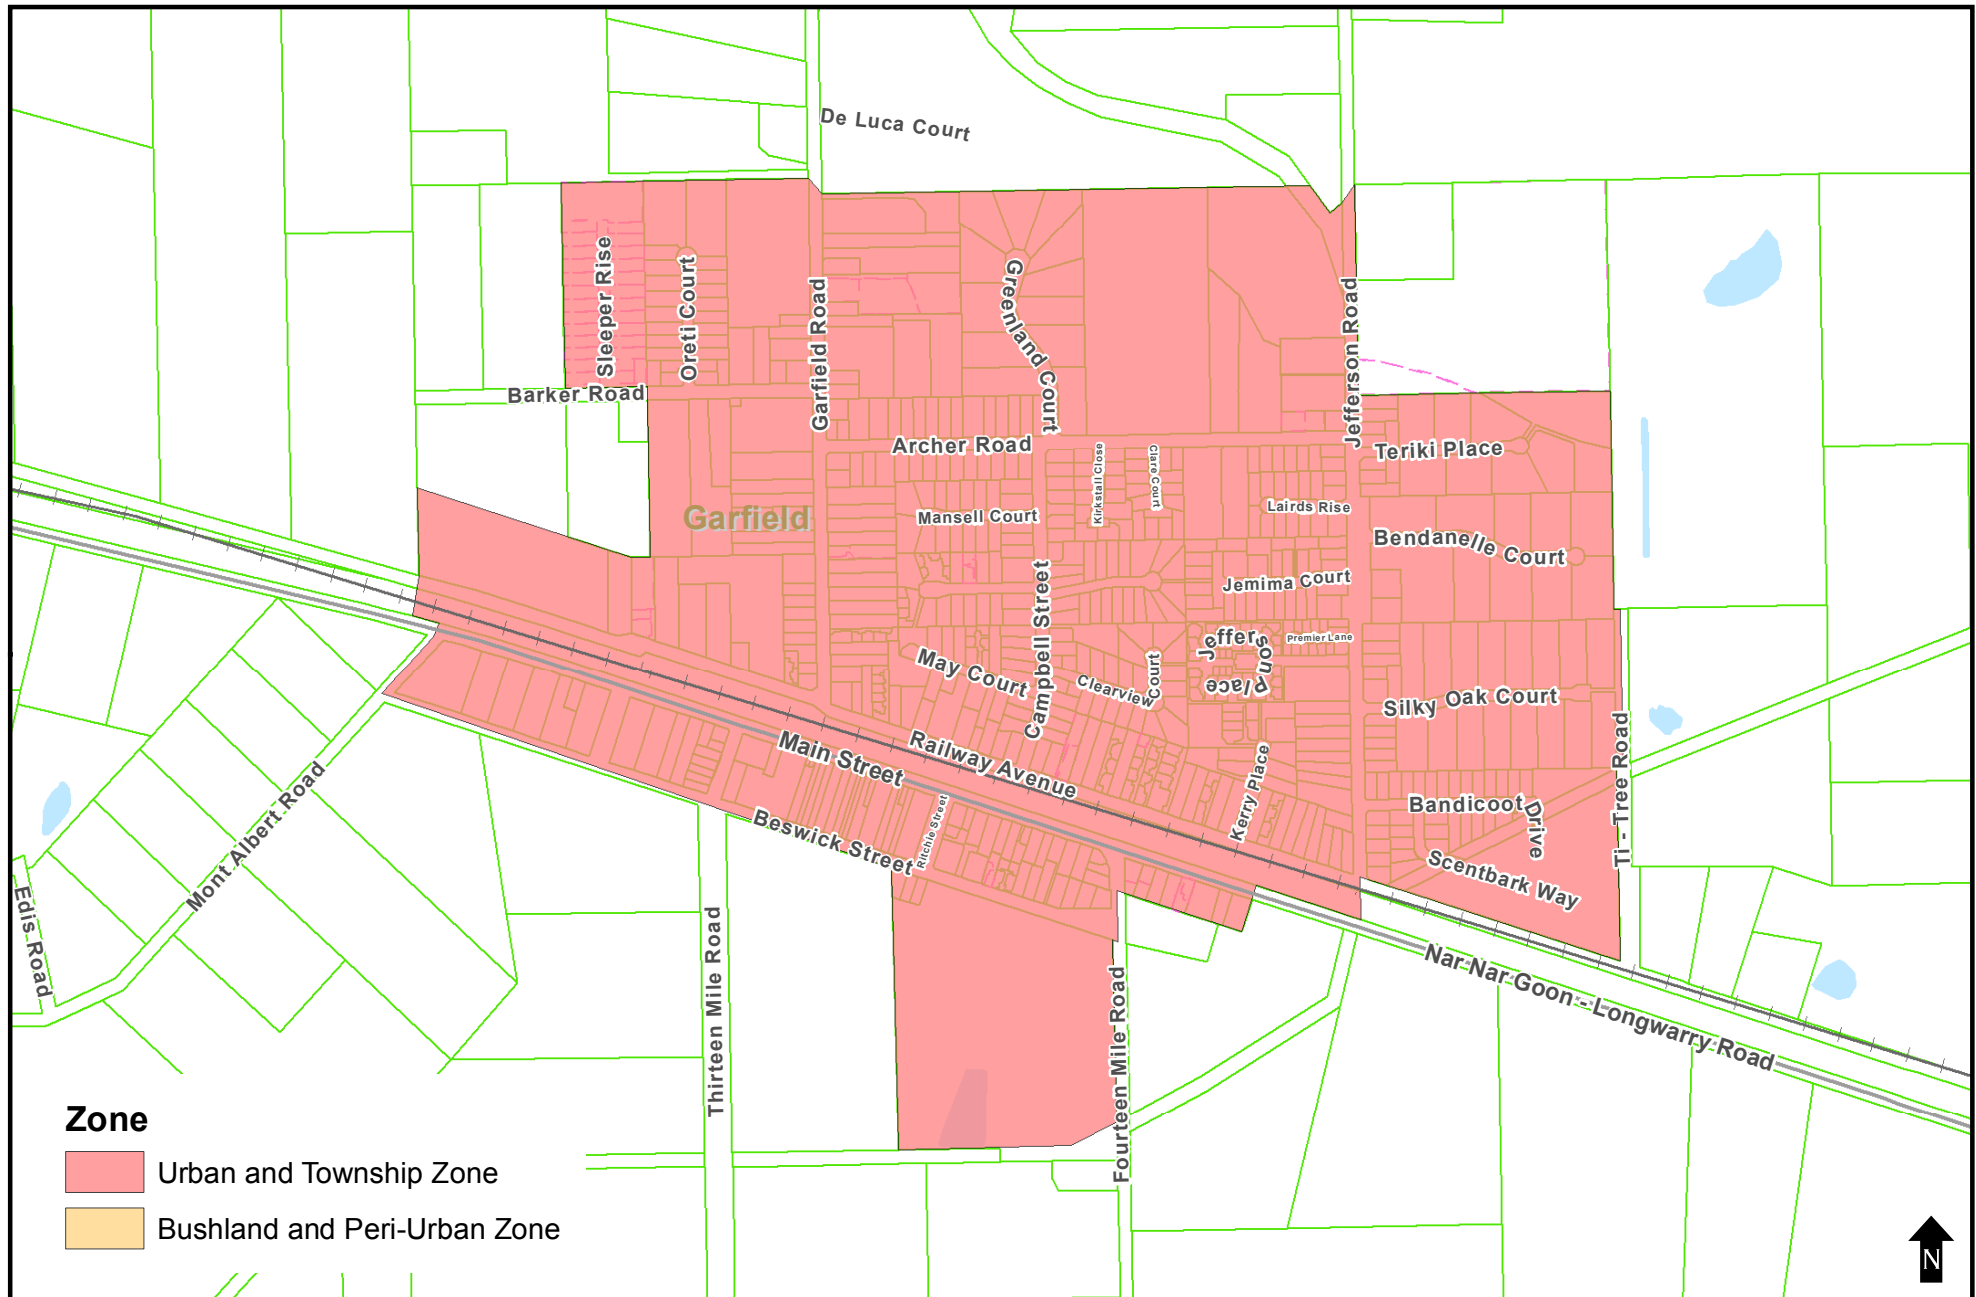 De Luca Court
Sleeper Rise
Oreti Court
Garfield Road
Greenland Court
Jefferson Road
Barker Road
Archer Road
Kirkstall Close
Clare Court
Teriki Place
Garfield
Mansell Court
Lairds Rise
Bendanelle Court
Jemima Court
Campbell Street
May Court
Clearview Court
Jefferson Place
Premier Lane
Silky Oak Court
Main Street
Railway Avenue
Kerry Place
Ti - Tree Road
Bandicoot Drive
Beswick Street
Ritchie Street
Scentbark Way
Mont Albert Road
Edis Road
Thirteen Mile Road
Fourteen Mile Road
Nar Nar Goon - Longwarry Road
Zone
Urban and Township Zone
Bushland and Peri-Urban Zone
N